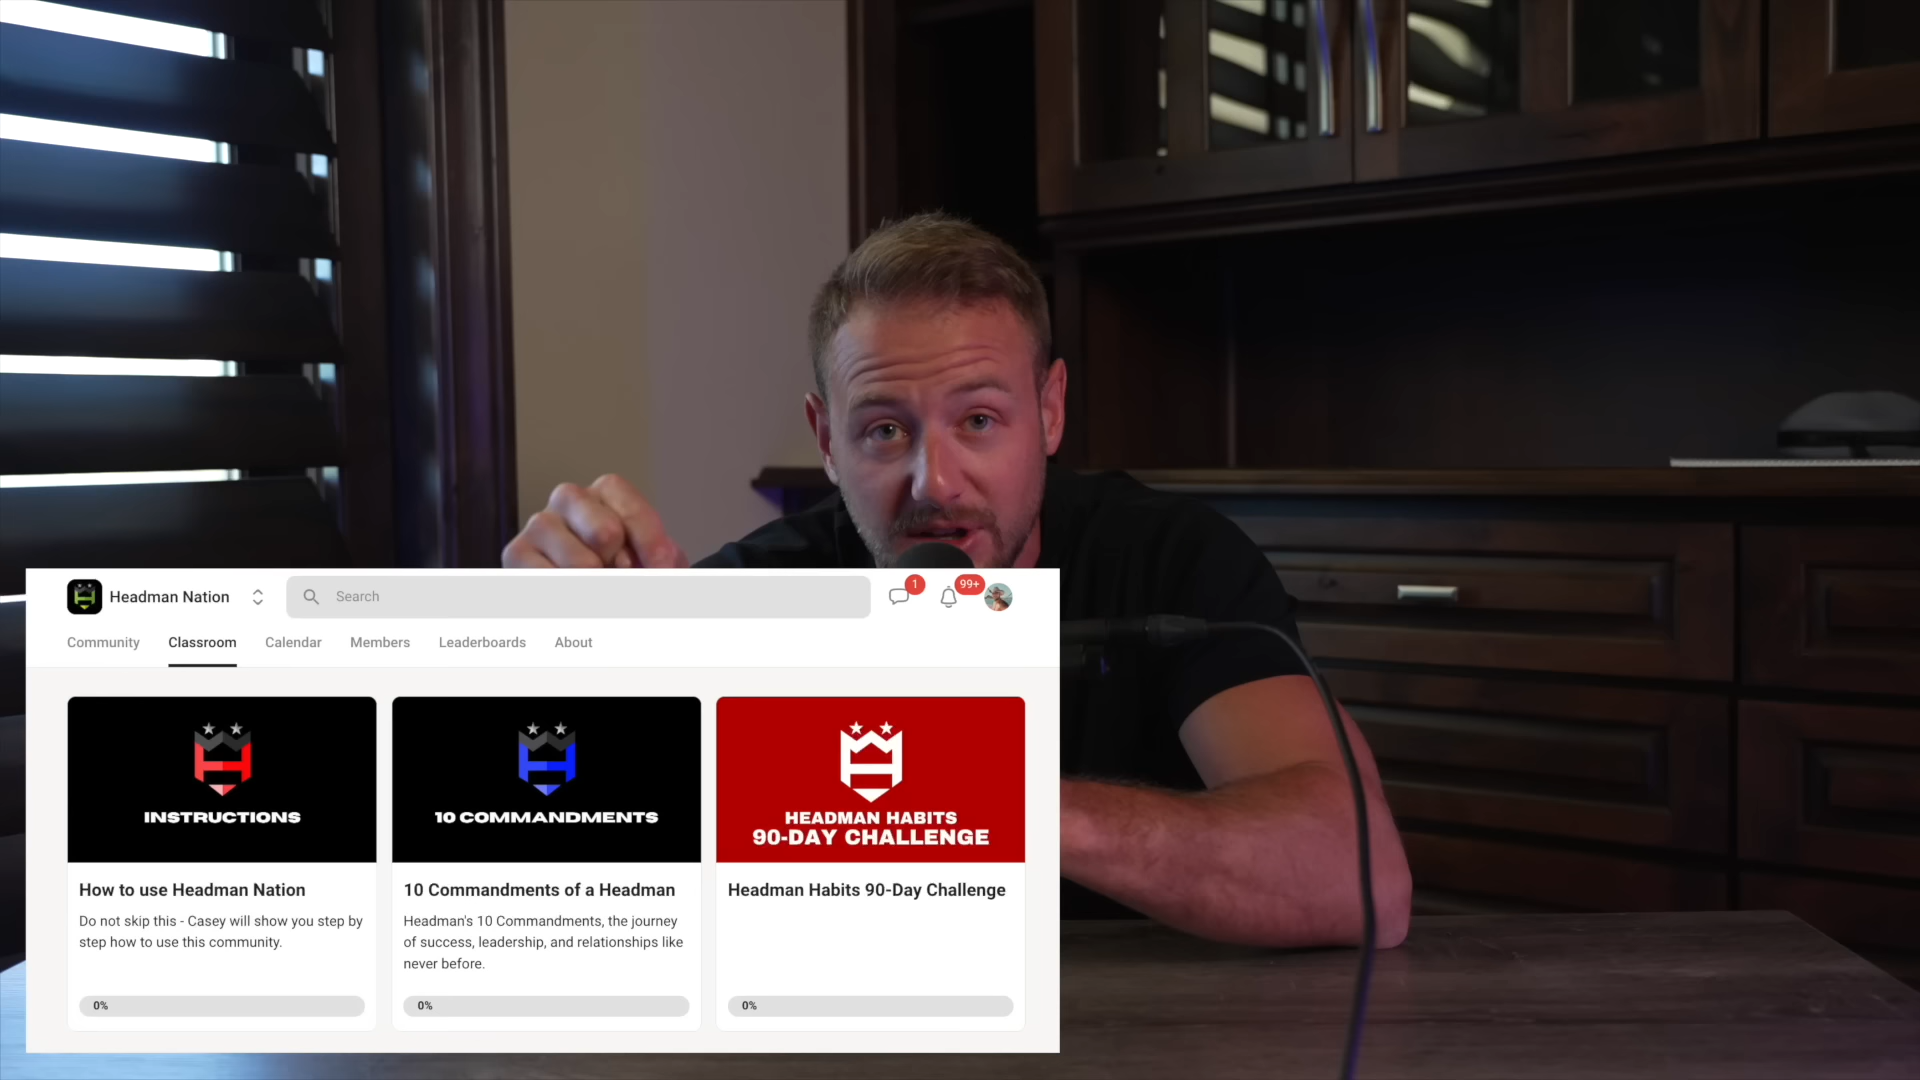 Headman Nation
Search
1
99+
Community
Classroom
Calendar
Members
Leaderboards
About
INSTRUCTIONS
10 COMMANDMENTS
HEADMAN HABITS
90-DAY CHALLENGE
How to use Headman Nation
Do not skip this - Casey will show you step by
step how to use this community.
0%
10 Commandments of a Headman
Headman's 10 Commandments, the journey
of success, leadership, and relationships like
never before.
0%
Headman Habits 90-Day Challenge
0%